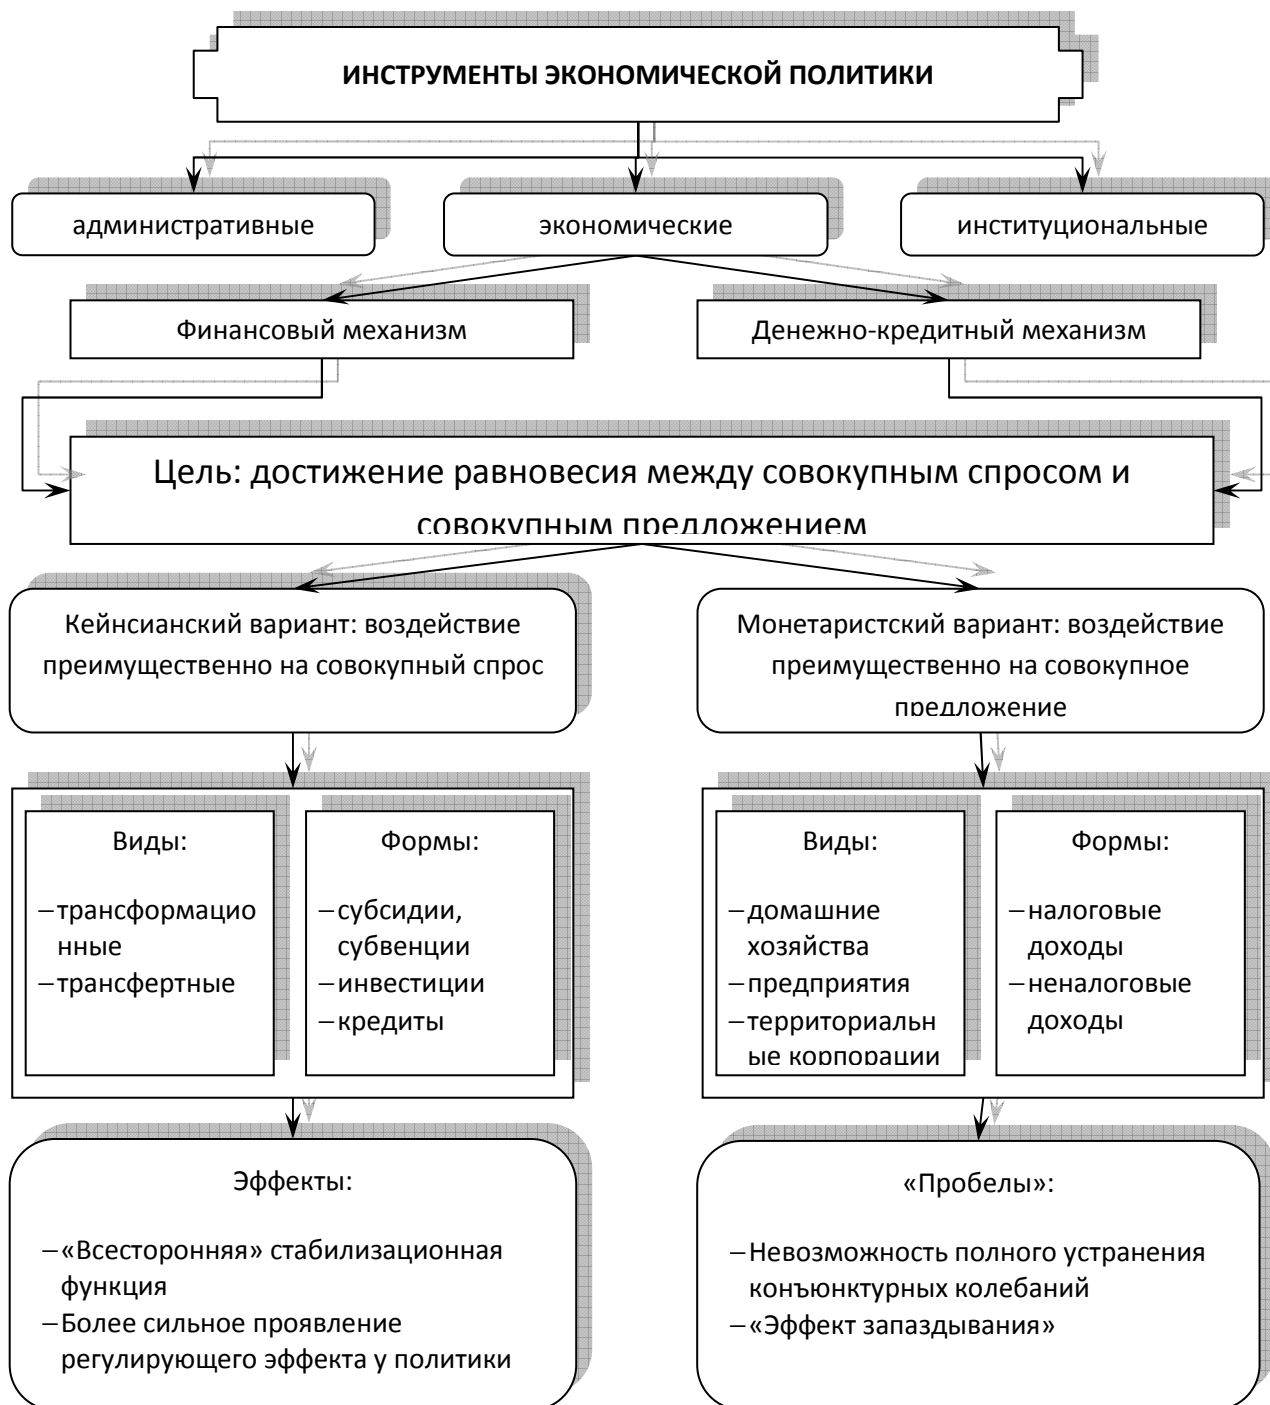 ИНСТРУМЕНТЫ ЭКОНОМИЧЕСКОЙ ПОЛИТИКИ
административные
экономические
институциональные
Финансовый механизм
Денежно-кредитный механизм
Цель: достижение равновесия между совокупным спросом и
совокупным предложением
Кейнсианский вариант: воздействие
преимущественно на совокупный спрос
Монетаристский вариант: воздействие
преимущественно на совокупное
предложение
Виды:
–трансформацио
нные
–трансфертные
Формы:
–субсидии,
субвенции
–инвестиции
–кредиты
Виды:
–домашние
хозяйства
–предприятия
–территориальн
ые корпорации
Формы:
–налоговые
доходы
–неналоговые
доходы
Эффекты:
–«Всесторонняя» стабилизационная
функция
–Более сильное проявление
регулирующего эффекта у политики
«Пробелы»:
–Невозможность полного устранения
конъюнктурных колебаний
–«Эффект запаздывания»